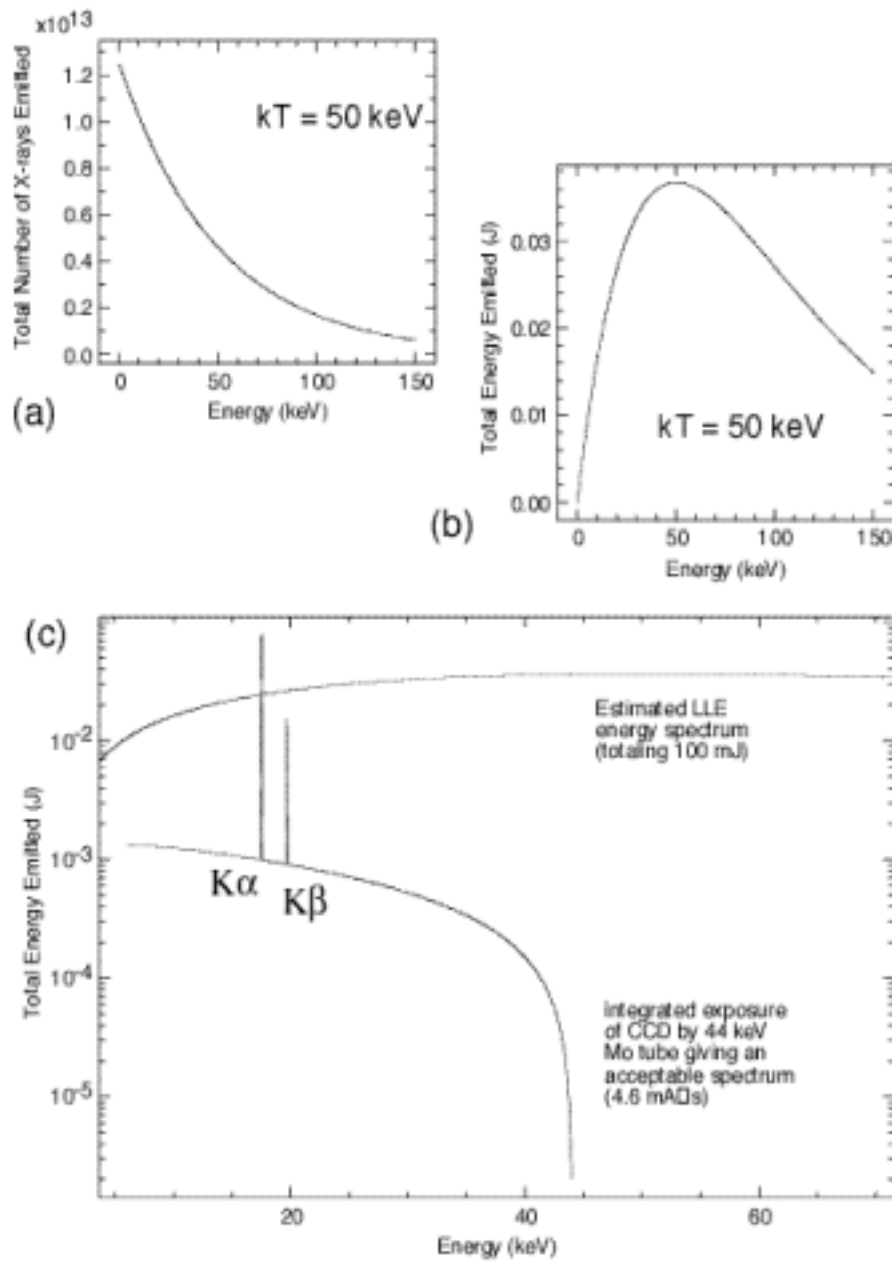 x10^13
Total Number of X-rays Emitted
1.2
1.0
0.8
0.6
0.4
0.2
0.0
kT = 50 keV
0
50
100
150
Energy (keV)
(a)
Total Energy Emitted (J)
0.03
0.02
0.01
0.00
kT = 50 keV
0
50
100
150
Energy (keV)
(b)
(c)
Total Energy Emitted (J)
10^-2
10^-3
10^-4
10^-5
Kα
Kβ
Estimated LLE
energy spectrum
(totaling 100 mJ)
integrated exposure
of CCD by 44 keV
Mo tube giving an
acceptable spectrum
(4.6 mA□s)
20
40
60
Energy (keV)